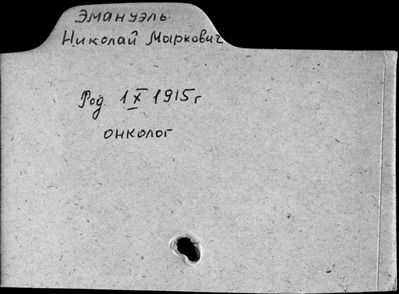 Эмануэль
Николай Маркович
Род. 1 X 1915 г
онколог